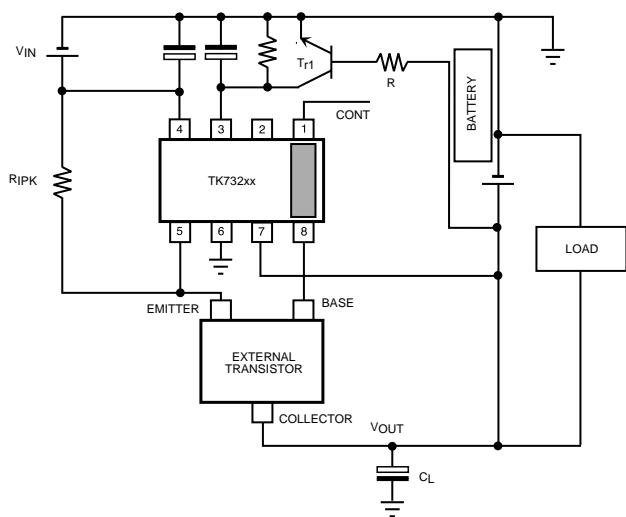 VIN
Tr1
R
BATTERY
CONT
4 3 2 1
RIPK
TK732xx
LOAD
5 6 7 8
EMITTER
BASE
EXTERNAL
TRANSISTOR
COLLECTOR
VOUT
CL